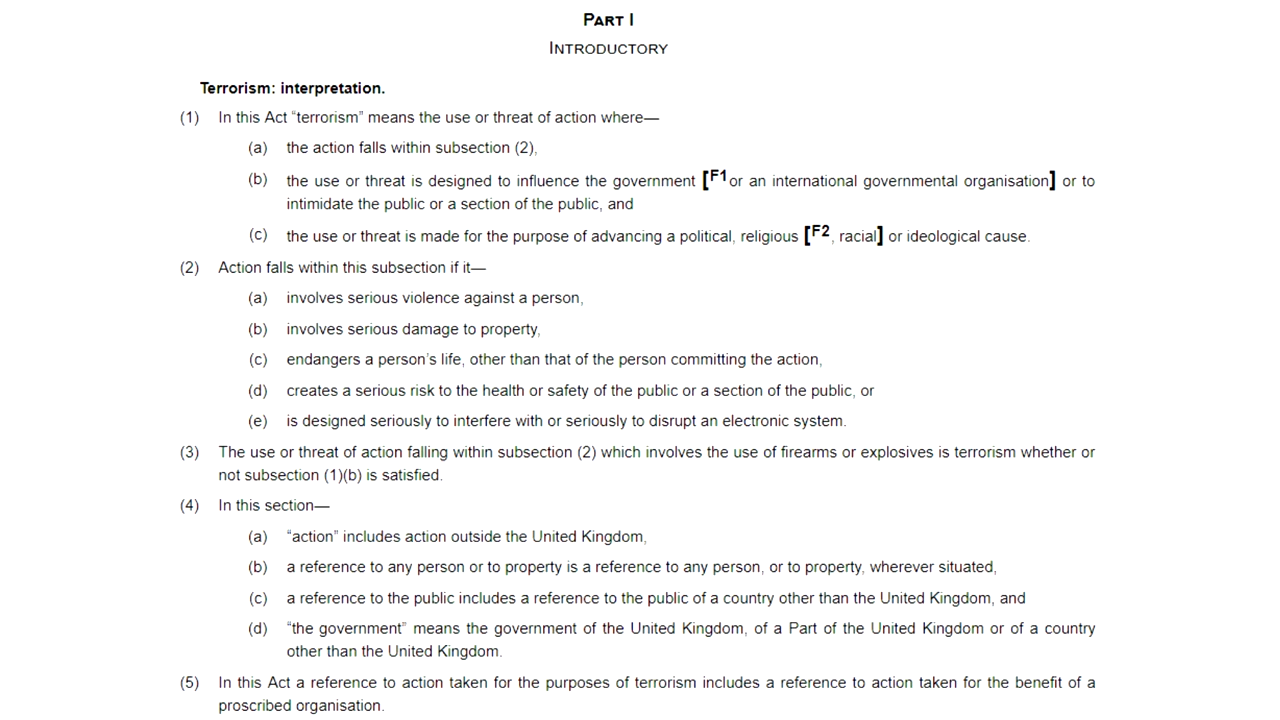 PART I
INTRODUCTORY
Terrorism: interpretation.
(1) In this Act “terrorism” means the use or threat of action where—
(a) the action falls within subsection (2),
(b) the use or threat is designed to influence the government [F1or an international governmental organisation] or to
intimidate the public or a section of the public, and
(c) the use or threat is made for the purpose of advancing a political, religious [F2, racial] or ideological cause.
(2) Action falls within this subsection if it—
(a) involves serious violence against a person,
(b) involves serious damage to property,
(c) endangers a person’s life, other than that of the person committing the action,
(d) creates a serious risk to the health or safety of the public or a section of the public, or
(e) is designed seriously to interfere with or seriously to disrupt an electronic system.
(3) The use or threat of action falling within subsection (2) which involves the use of firearms or explosives is terrorism whether or
not subsection (1)(b) is satisfied.
(4) In this section—
(a) “action” includes action outside the United Kingdom,
(b) a reference to any person or to property is a reference to any person, or to property, wherever situated,
(c) a reference to the public includes a reference to the public of a country other than the United Kingdom, and
(d) “the government” means the government of the United Kingdom, of a Part of the United Kingdom or of a country
other than the United Kingdom.
(5) In this Act a reference to action taken for the purposes of terrorism includes a reference to action taken for the benefit of a
proscribed organisation.